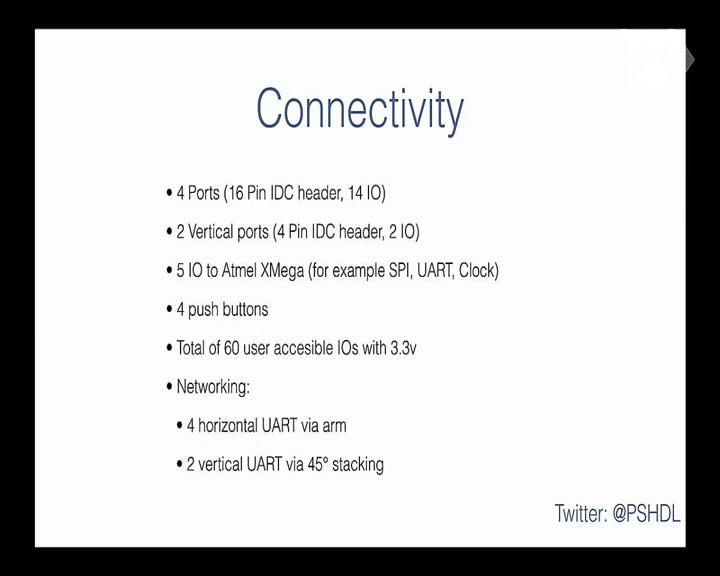 Connectivity
• 4 Ports (16 Pin IDC header, 14 IO)
• 2 Vertical ports (4 Pin IDC header, 2 IO)
• 5 IO to Atmel XMega (for example SPI, UART, Clock)
• 4 push buttons
• Total of 60 user accesible IOs with 3.3v
• Networking:
• 4 horizontal UART via arm
• 2 vertical UART via 45° stacking
Twitter: @PSHDL